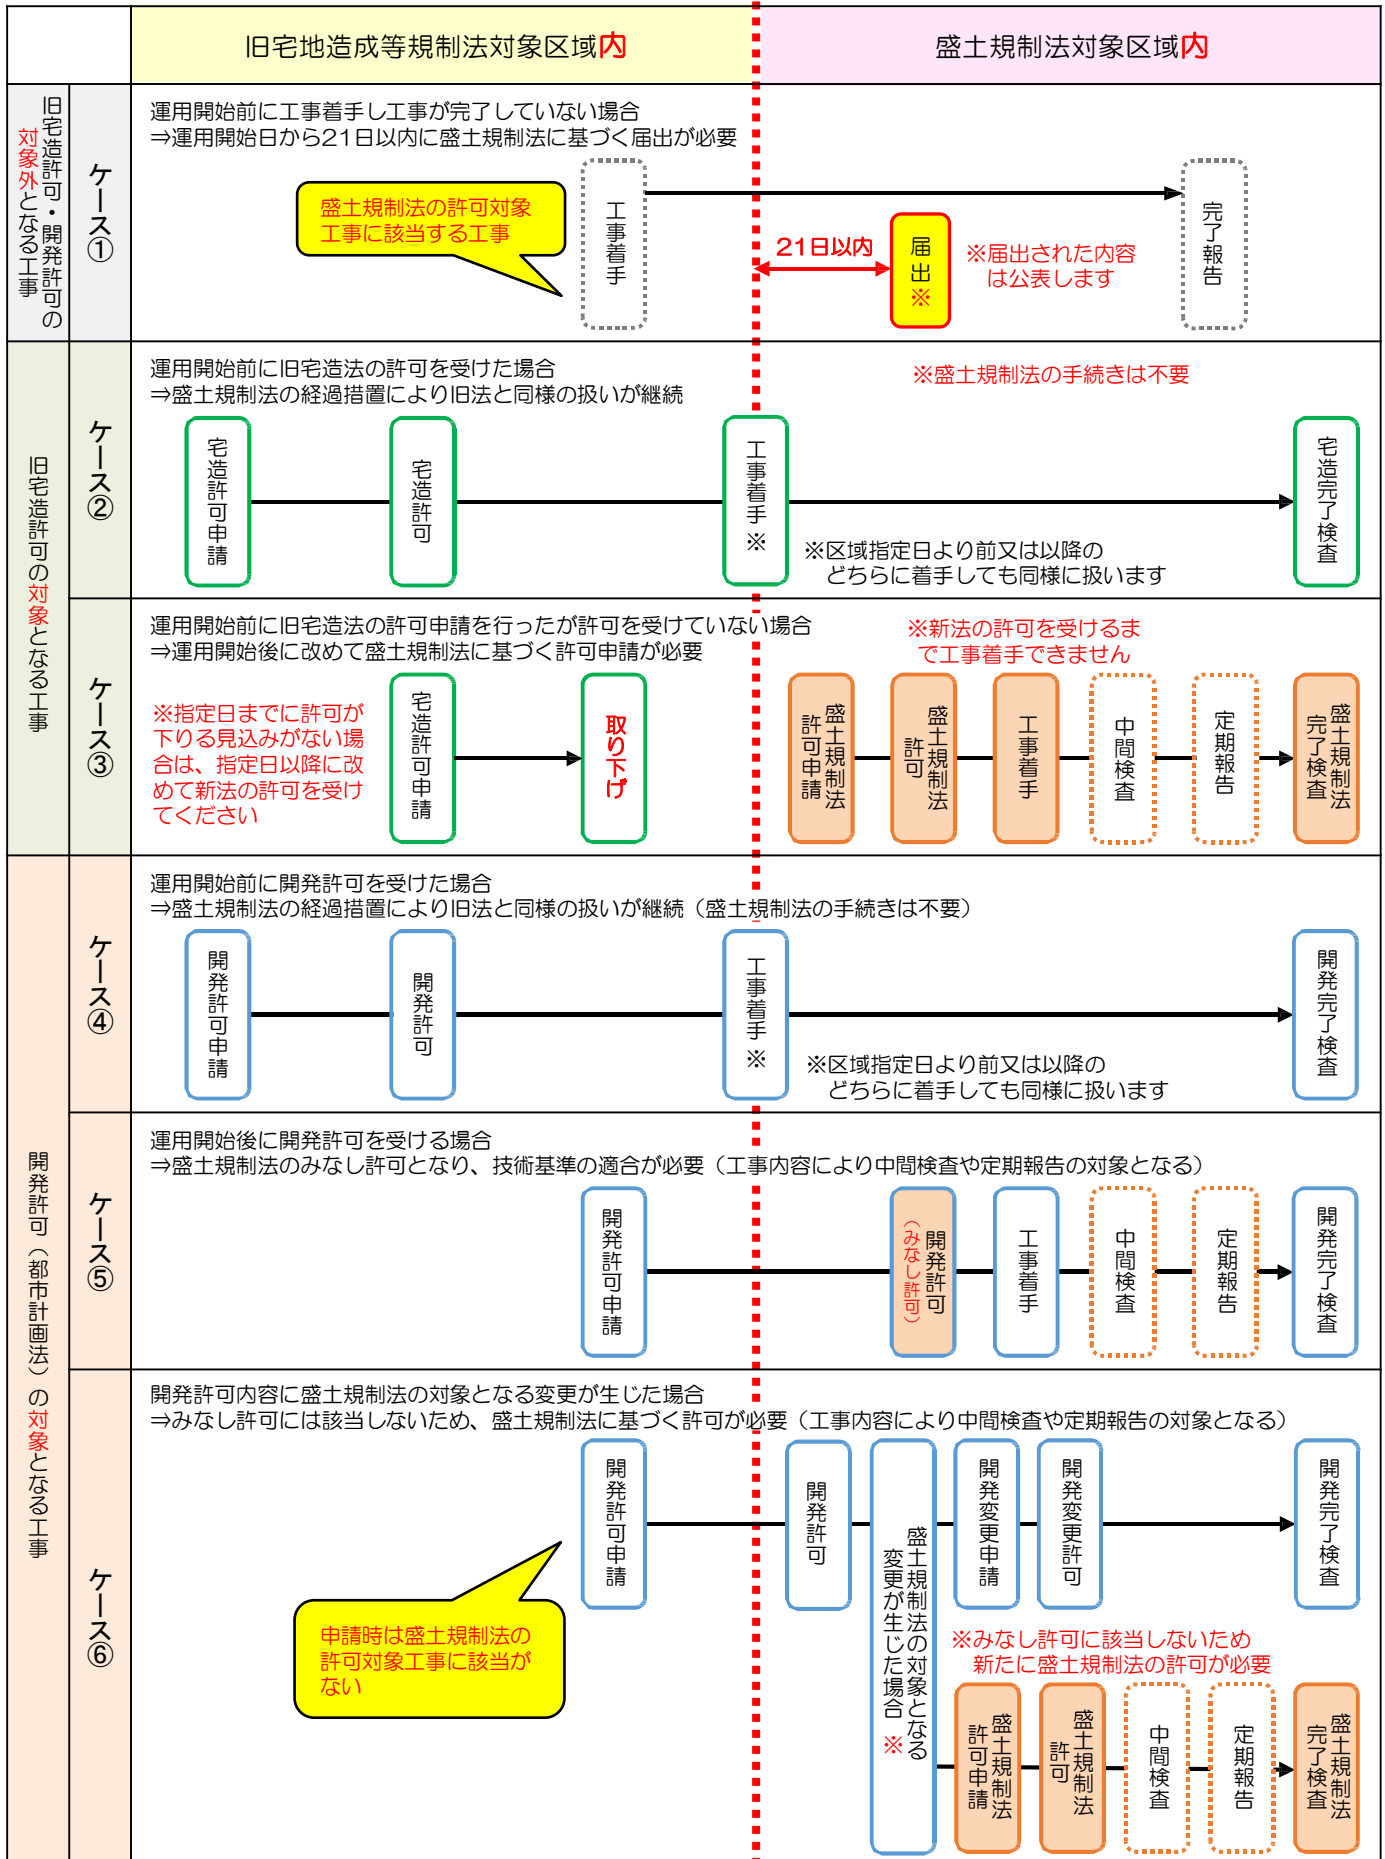 旧宅地造成等規制法対象区域内
盛土規制法対象区域内
旧宅造許可・開発許可の
対象外となる工事
ケース①
運用開始前に工事着手し工事が完了していない場合
⇒運用開始日から21日以内に盛土規制法に基づく届出が必要
盛土規制法の許可対象
工事に該当する工事
工事着手
21日以内
届出※
※届出された内容
は公表します
完了報告
旧宅造許可の対象となる工事
ケース②
運用開始前に旧宅造法の許可を受けた場合
⇒盛土規制法の経過措置により旧法と同様の扱いが継続
※盛土規制法の手続きは不要
宅造許可申請
宅造許可
工事着手※
※区域指定日より前又は以降の
どちらに着手しても同様に扱います
宅造完了検査
ケース③
運用開始前に旧宅造法の許可申請を行ったが許可を受けていない場合
⇒運用開始後に改めて盛土規制法に基づく許可申請が必要
※新法の許可を受けるま
で工事着手できません
※指定日までに許可が
下りる見込みがない場
合は、指定日以降に改
めて新法の許可を受け
てください
宅造許可申請
取り下げ
盛土規制法
許可申請
盛土規制法
許可
工事着手
中間検査
定期報告
盛土規制法
完了検査
開発許可（都市計画法）の対象となる工事
ケース④
運用開始前に開発許可を受けた場合
⇒盛土規制法の経過措置により旧法と同様の扱いが継続（盛土規制法の手続きは不要）
開発許可申請
開発許可
工事着手※
※区域指定日より前又は以降の
どちらに着手しても同様に扱います
開発完了検査
ケース⑤
運用開始後に開発許可を受ける場合
⇒盛土規制法のみなし許可となり、技術基準の適合が必要（工事内容により中間検査や定期報告の対象となる）
開発許可申請
開発許可
（みなし許可）
工事着手
中間検査
定期報告
開発完了検査
ケース⑥
開発許可内容に盛土規制法の対象となる変更が生じた場合
⇒みなし許可には該当しないため、盛土規制法に基づく許可が必要（工事内容により中間検査や定期報告の対象となる）
開発許可申請
開発許可
盛土規制法の対象となる
変更が生じた場合※
開発変更申請
開発変更許可
開発完了検査
申請時は盛土規制法の
許可対象工事に該当が
ない
※みなし許可に該当しないため
新たに盛土規制法の許可が必要
盛土規制法
許可申請
盛土規制法
許可
中間検査
定期報告
盛土規制法
完了検査